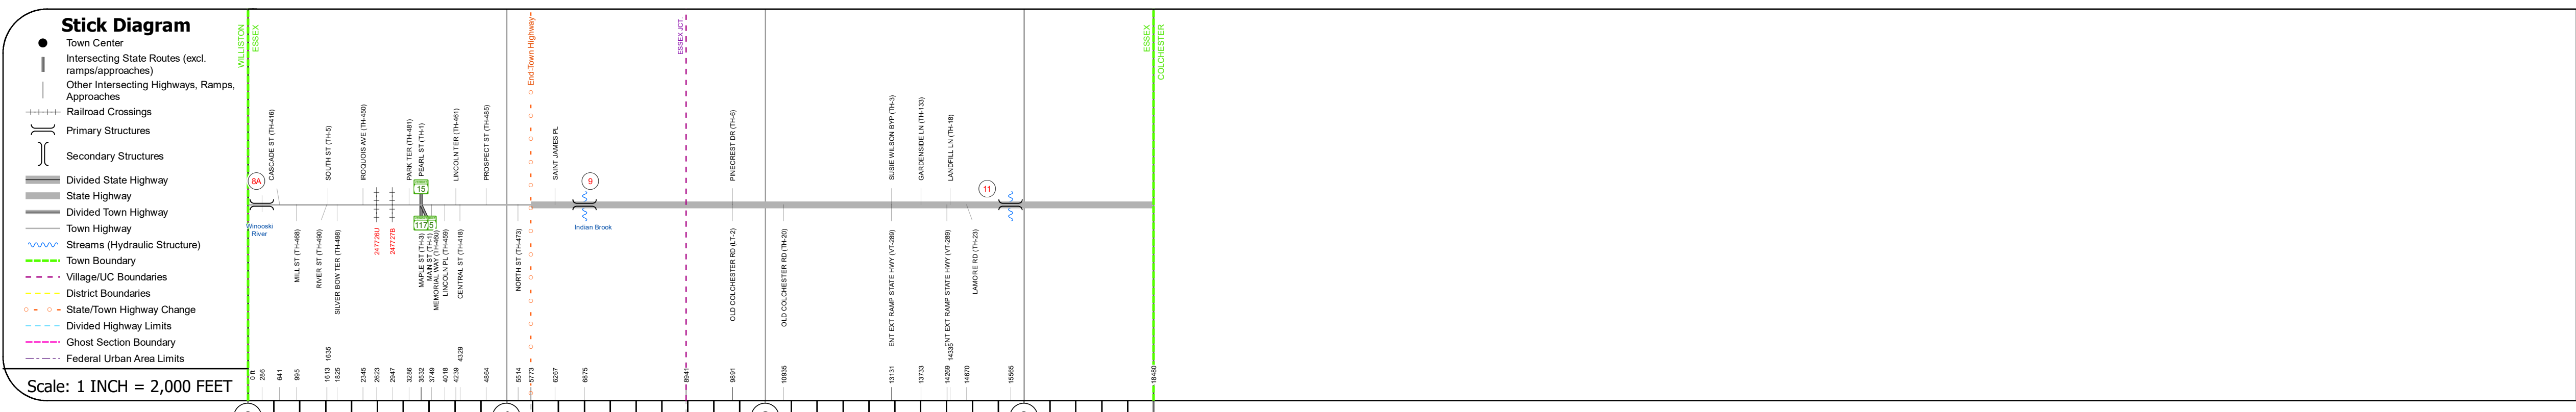 Stick Diagram
Town Center
Intersecting State Routes (excl.
ramps/approaches)
Other Intersecting Highways, Ramps,
Approaches
Railroad Crossings
Primary Structures
Secondary Structures
Divided State Highway
State Highway
Divided Town Highway
Town Highway
Streams (Hydraulic Structure)
Town Boundary
Village/UC Boundaries
District Boundaries
State/Town Highway Change
Divided Highway Limits
Ghost Section Boundary
Federal Urban Area Limits
Scale: 1 INCH = 2,000 FEET
WILLISTON
ESSEX
End Town Highway
ESSEX JCT.
ESSEX
COLCHESTER
CASCADE ST (TH-416)
SOUTH ST (TH-5)
IROQUOIS AVE (TH-450)
PARK TER (TH-481)
PEARL ST (TH-1)
LINCOLN TER (TH-461)
PROSPECT ST (TH-485)
SAINT JAMES PL
PINECREST DR (TH-6)
SUSIE WILSON BYP (TH-3)
GARDENSIDE LN (TH-133)
LANDFILL LN (TH-18)
8A
15
9
11
117
5
Winooski
River
Indian Brook
MILL ST (TH-468)
RIVER ST (TH-490)
SILVER BOW TER (TH-498)
247726U
247727B
MAPLE ST (TH-3)
MAIN ST (TH-1)
MEMORIAL WAY (TH-460)
LINCOLN PL (TH-459)
CENTRAL ST (TH-418)
NORTH ST (TH-473)
OLD COLCHESTER RD (LT-2)
OLD COLCHESTER RD (TH-20)
ENT EXT RAMP STATE HWY (VT-289)
ENT EXT RAMP STATE HWY (VT-289)
LAMORE RD (TH-23)
0 ft
286
641
995
1613
1635
1825
2345
2623
2947
3286
3532
3749
4018
4239
4329
4864
5514
5773
6267
6875
8941
9891
10935
13131
13733
14269
14335
14670
15565
18480